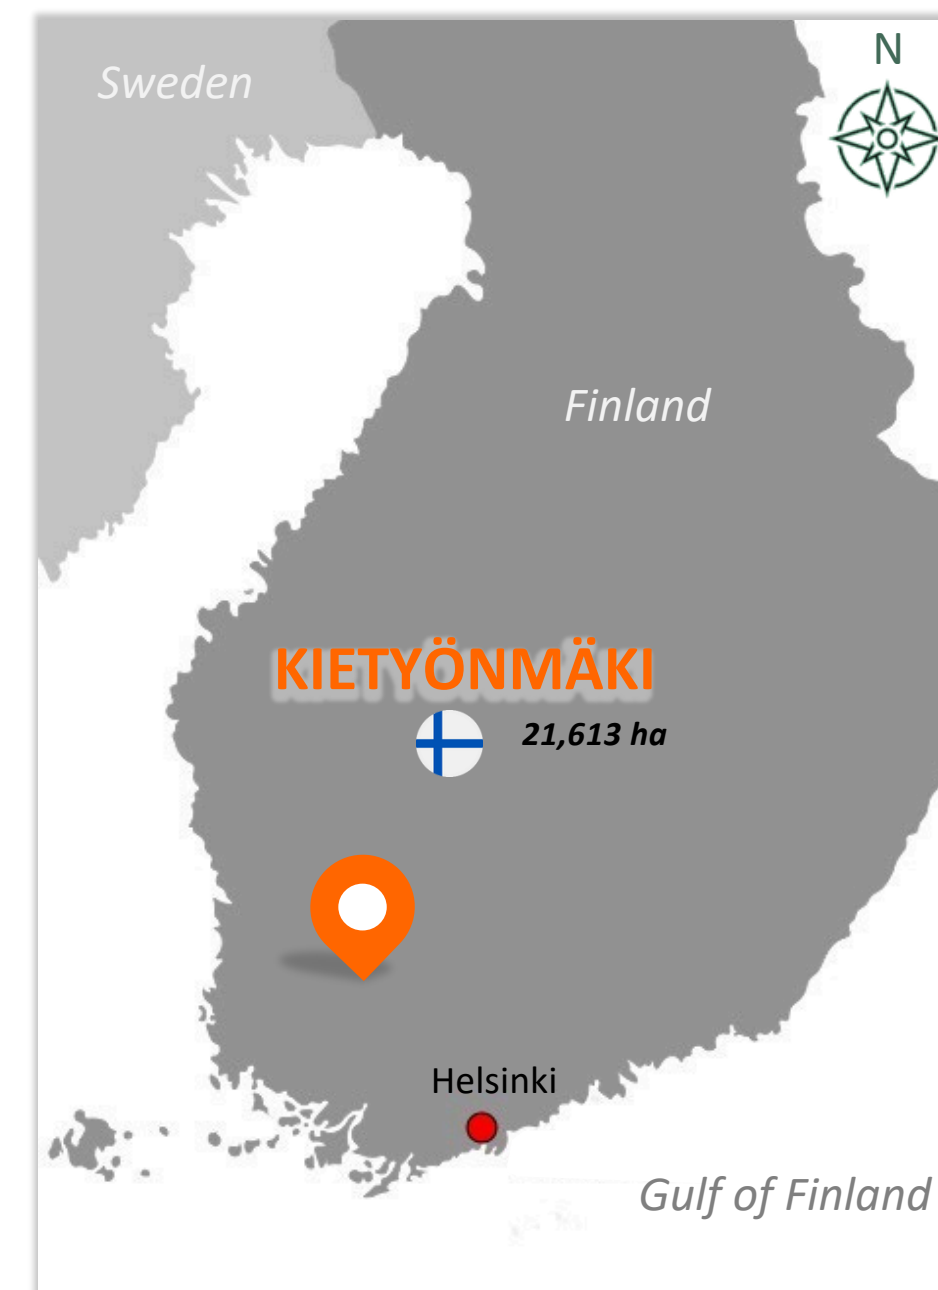 Sweden
N
Finland
KIETYÖNMÄKI
21,613 ha
Helsinki
Gulf of Finland